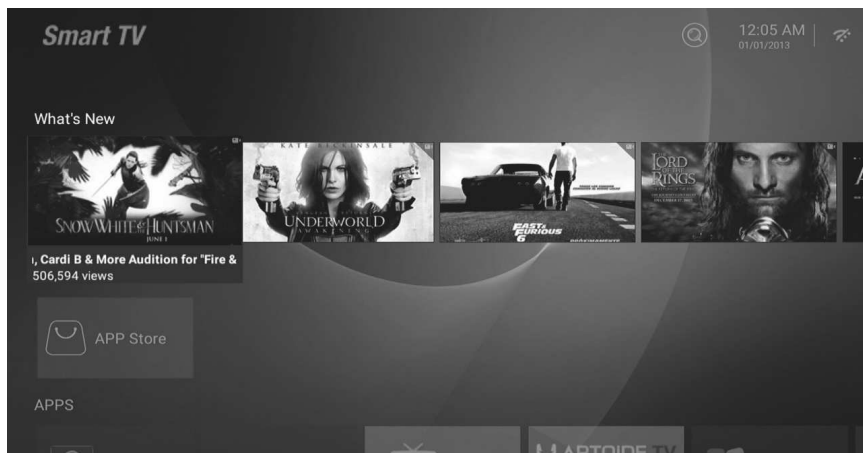 Smart TV
12:05 AM
01/01/2013
What's New
SNOW WHITE & THE HUNTSMAN
JUNE 1
KATE BECKINSALE
UNDERWORLD
AWAKENING
FAST & FURIOUS
6
THE LORD
OF THE
RINGS
, Cardi B & More Audition for "Fire &
506,594 views
APP Store
APPS
APTOIDE TV